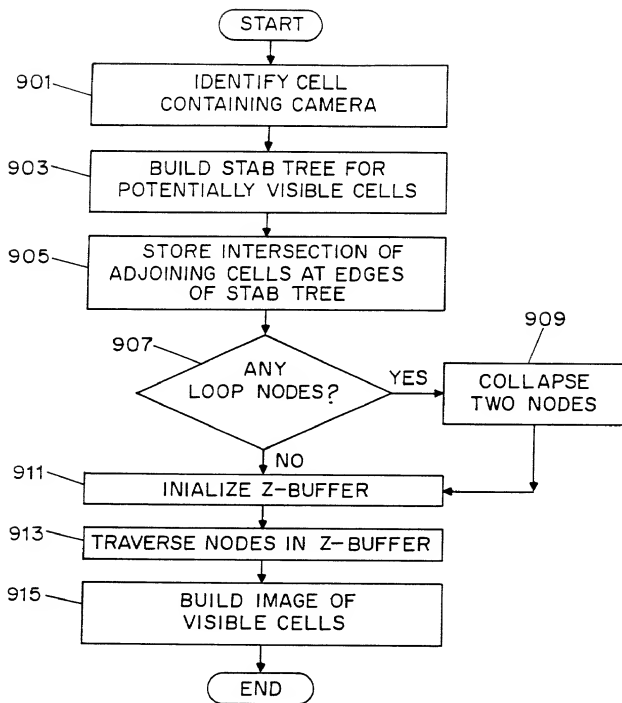 START
901
IDENTIFY CELL
CONTAINING CAMERA
903
BUILD STAB TREE FOR
POTENTIALLY VISIBLE CELLS
905
STORE INTERSECTION OF
ADJOINING CELLS AT EDGES
OF STAB TREE
907
ANY
LOOP NODES?
YES
909
COLLAPSE
TWO NODES
NO
911
INIALIZE Z-BUFFER
913
TRAVERSE NODES IN Z-BUFFER
915
BUILD IMAGE OF
VISIBLE CELLS
END